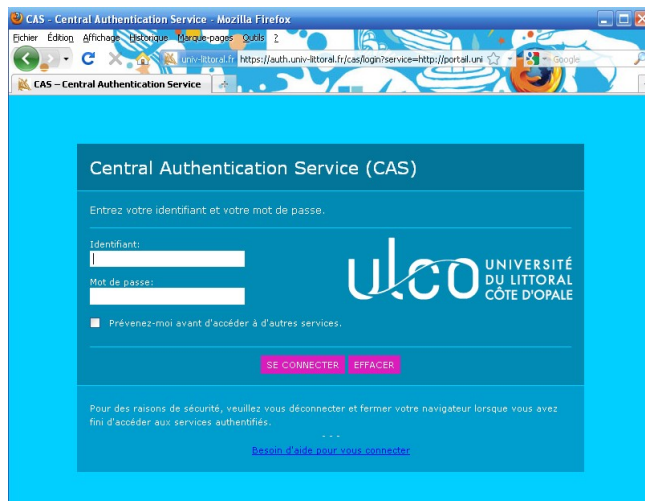 CAS - Central Authentication Service - Mozilla Firefox
Fichier Édition Affichage Historique Marque-pages Outils ?
univ-littoral.fr https://auth.univ-littoral.fr/cas/login?service=http://portail.uni Google
CAS – Central Authentication Service
Central Authentication Service (CAS)
Entrez votre identifiant et votre mot de passe.
Identifiant:
Mot de passe:
ulco
UNIVERSITÉ
DU LITTORAL
CÔTE D'OPALE
Prévenez-moi avant d'accéder à d'autres services.
SE CONNECTER EFFACER
Pour des raisons de sécurité, veuillez vous déconnecter et fermer votre navigateur lorsque vous avez
fini d'accéder aux services authentifiés.
- - -
Besoin d'aide pour vous connecter